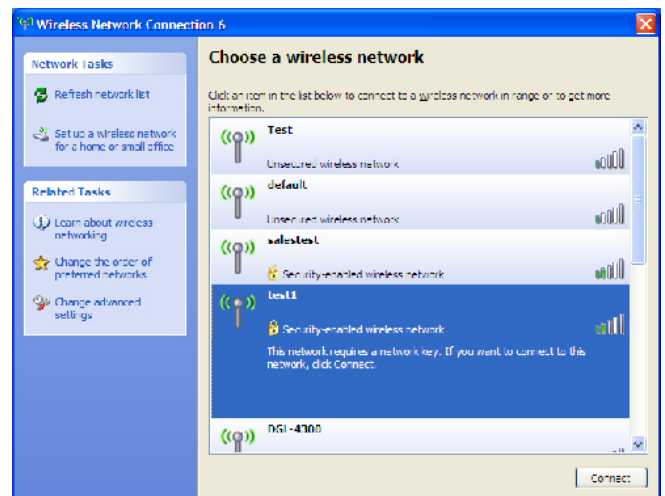 Wireless Network Connection 6
Network Tasks
Refresh network list
Set up a wireless network
for a home or small office
Related Tasks
Learn about wireless
networking
Change the order of
preferred networks
Change advanced
settings
Choose a wireless network
Click an item in the list below to connect to a wireless network in range or to get more
information.
Test
Unsecured wireless network
default
Unsecured wireless network
salestest
Security-enabled wireless network
test1
Security-enabled wireless network
This network requires a network key. If you want to connect to this
network, click Connect.
DGL-4300
Connect